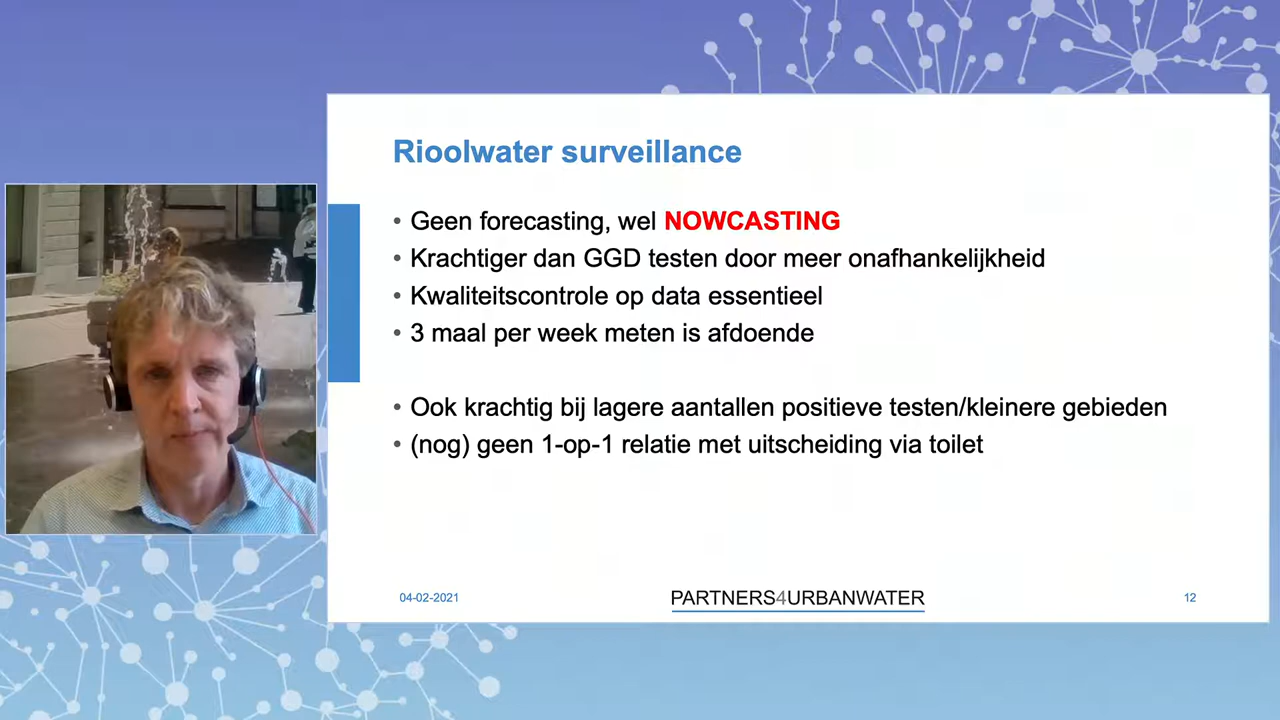 Rioolwater surveillance
• Geen forecasting, wel NOWCASTING
• Krachtiger dan GGD testen door meer onafhankelijkheid
• Kwaliteitscontrole op data essentieel
• 3 maal per week meten is afdoende
• Ook krachtig bij lagere aantallen positieve testen/kleinere gebieden
• (nog) geen 1-op-1 relatie met uitscheiding via toilet
04-02-2021
PARTNERS4URBANWATER
12